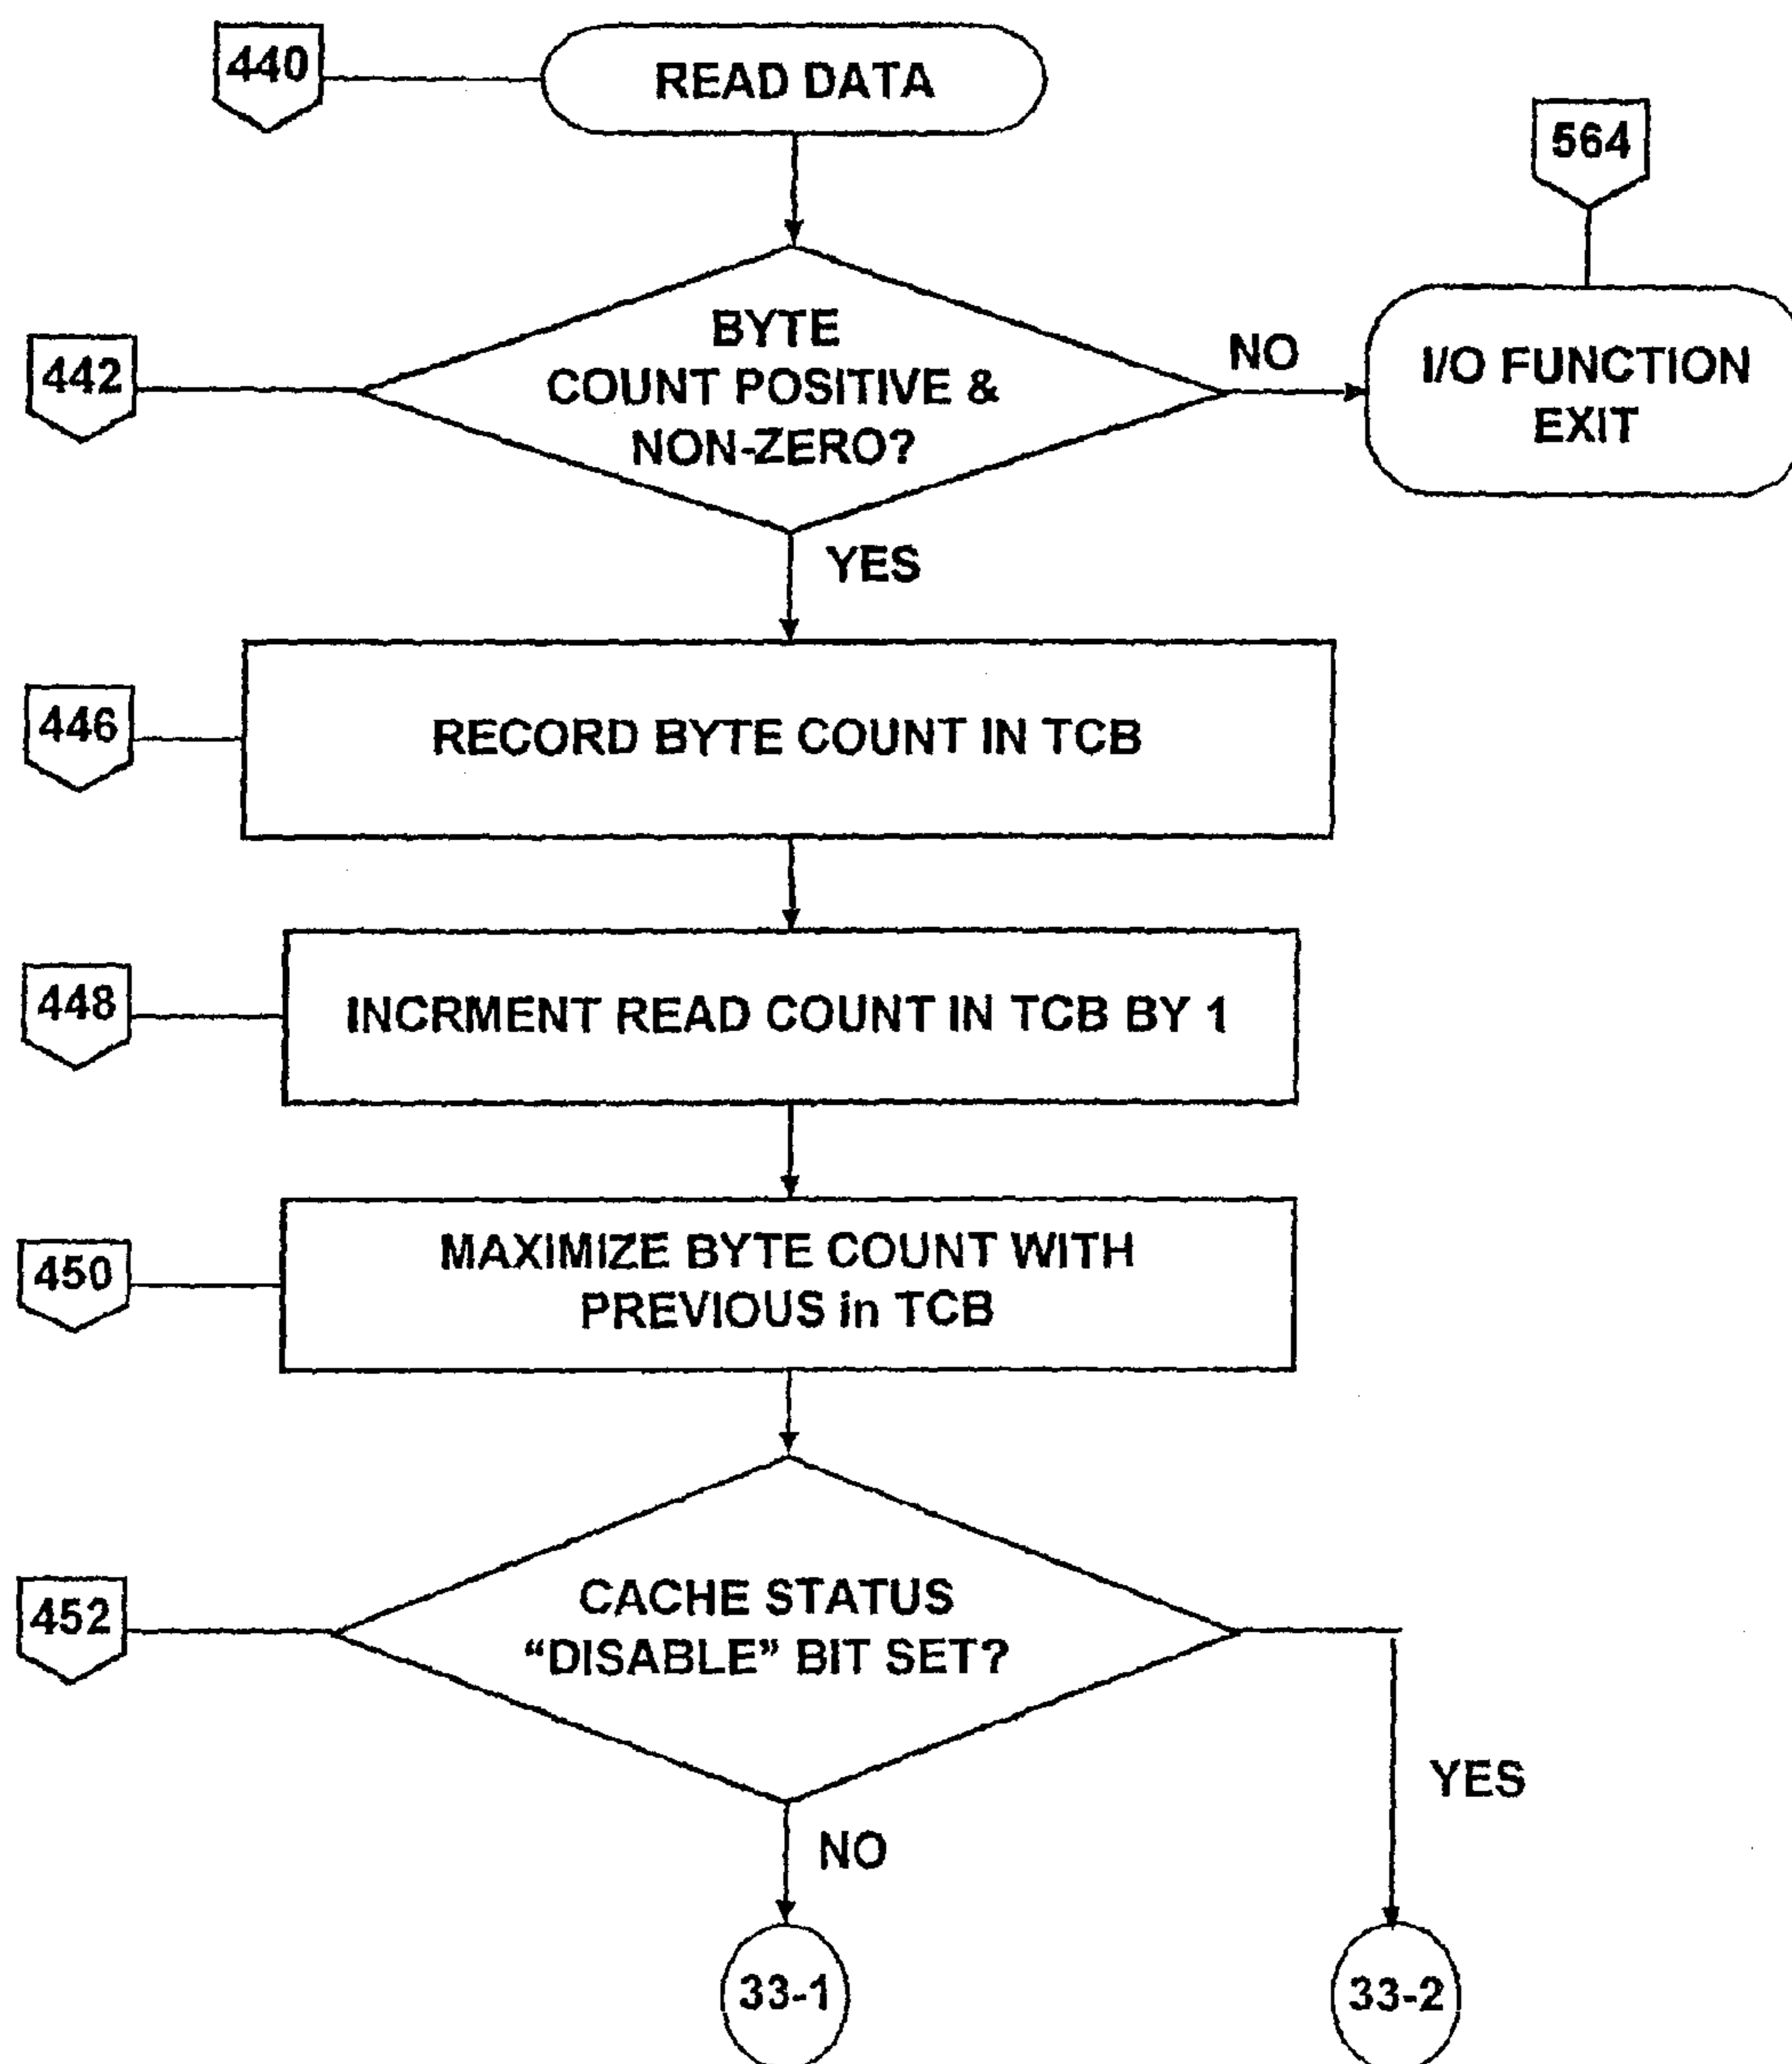 440
READ DATA
564
442
BYTE
COUNT POSITIVE &
NON-ZERO?
NO
I/O FUNCTION
EXIT
YES
446
RECORD BYTE COUNT IN TCB
448
INCRMENT READ COUNT IN TCB BY 1
450
MAXIMIZE BYTE COUNT WITH
PREVIOUS in TCB
452
CACHE STATUS
“DISABLE” BIT SET?
YES
NO
33-1
33-2